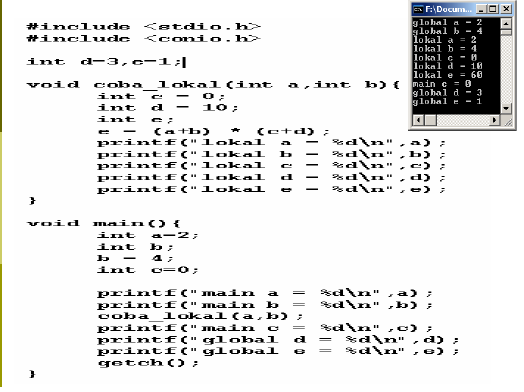 #include <stdio.h>
#include <conio.h>
int d=3,e=1;
void coba_lokal(int a,int b){
int c = 0;
int d = 10;
int e;
e = (a+b) * (c+d);
printf("lokal a = %d\n",a);
printf("lokal b = %d\n",b);
printf("lokal c = %d\n",c);
printf("lokal d = %d\n",d);
printf("lokal e = %d\n",e);
}
void main(){
int a=2;
int b;
b = 4;
int c=0;
printf("main a = %d\n",a);
printf("main b = %d\n",b);
coba_lokal(a,b);
printf("main c = %d\n",c);
printf("global d = %d\n",d);
printf("global e = %d\n",e);
getch();
}
F:\Docum...
global a = 2
global b = 4
lokal a = 2
lokal b = 4
lokal c = 0
lokal d = 10
lokal e = 60
main c = 0
global d = 3
global e = 1